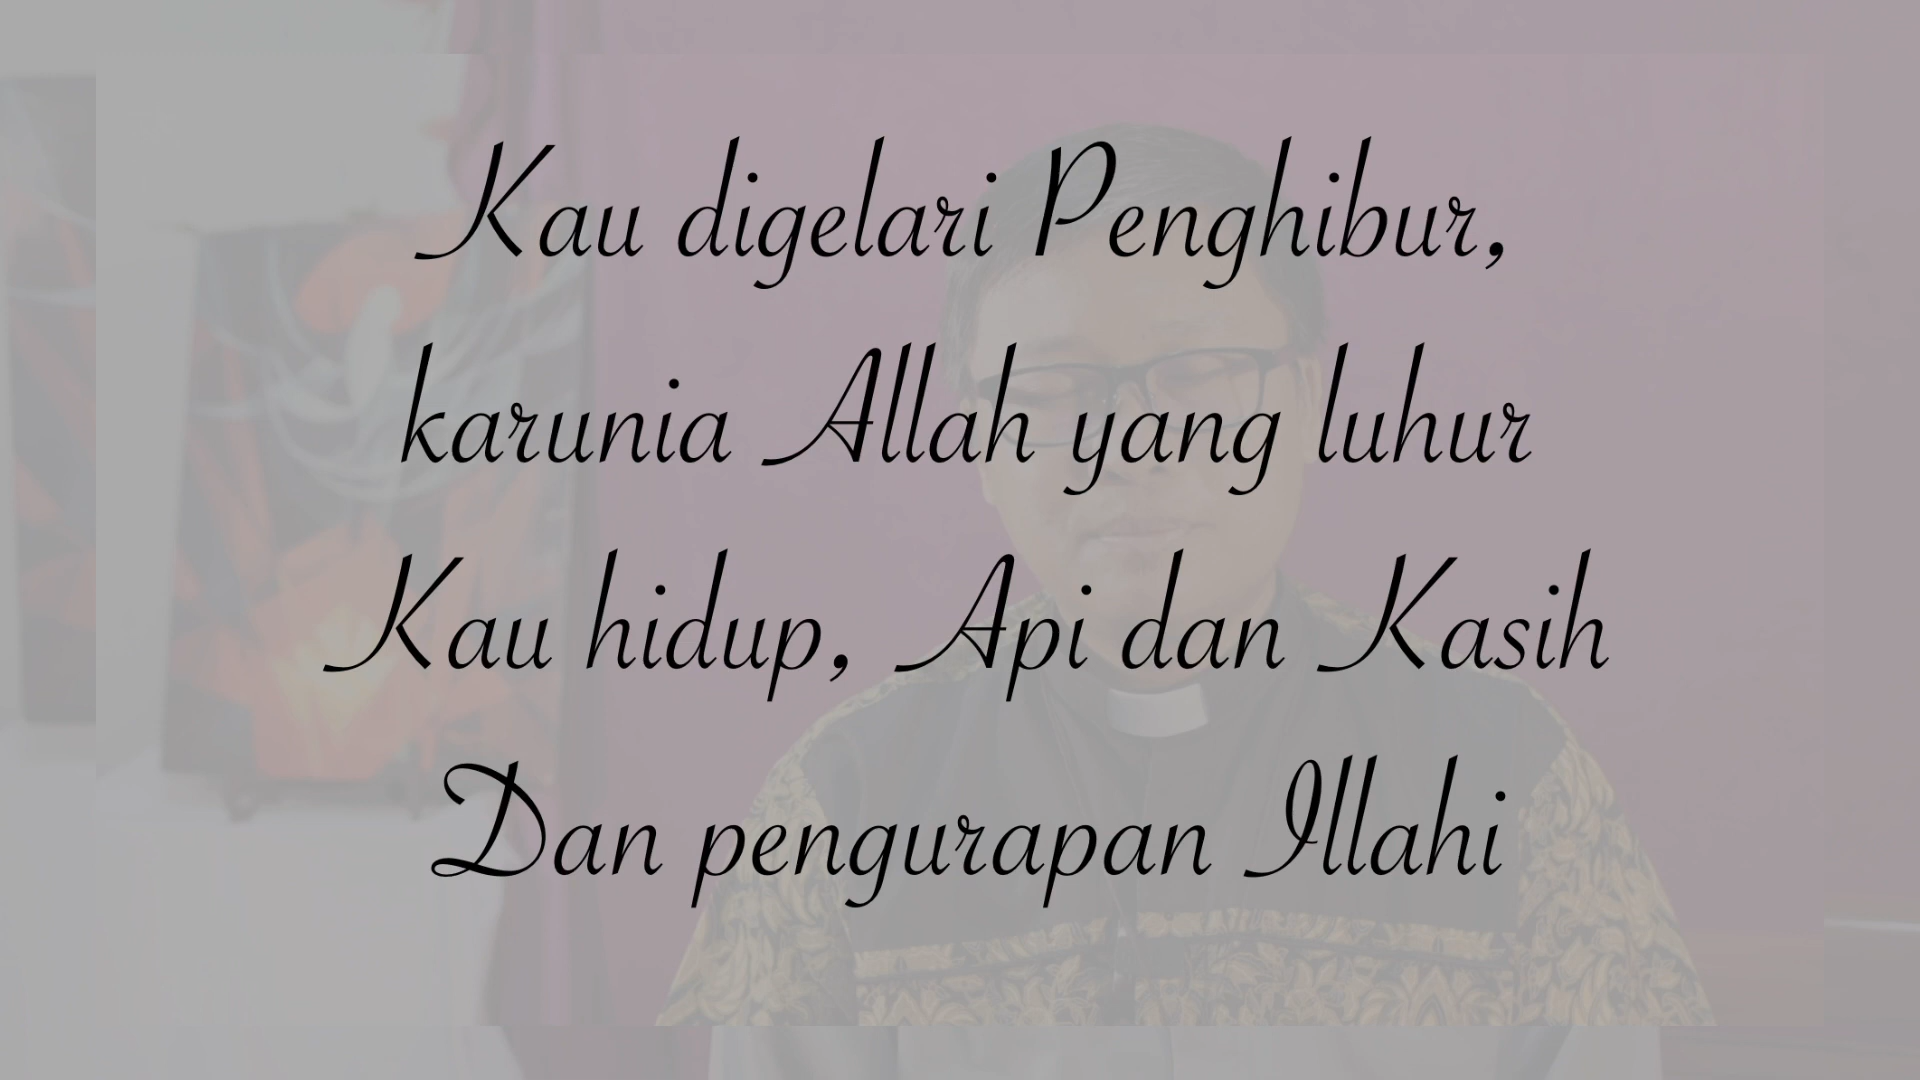 Kau digelari Penghibur,
karunia Allah yang luhur
Kau hidup, Api dan Kasih
Dan pengurapan Illahi